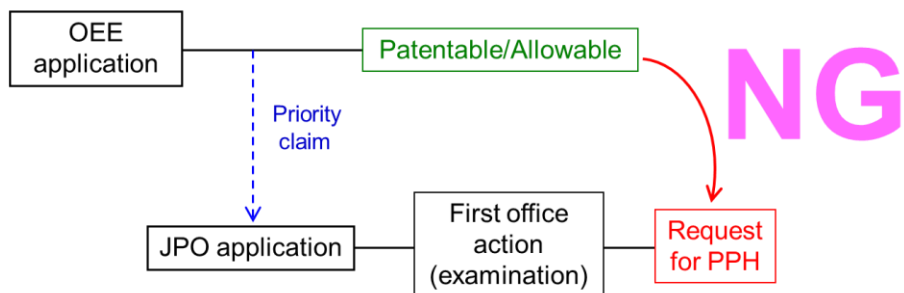 OEE
application
Patentable/Allowable
NG
Priority
claim
JPO application
First office
action
(examination)
Request
for PPH